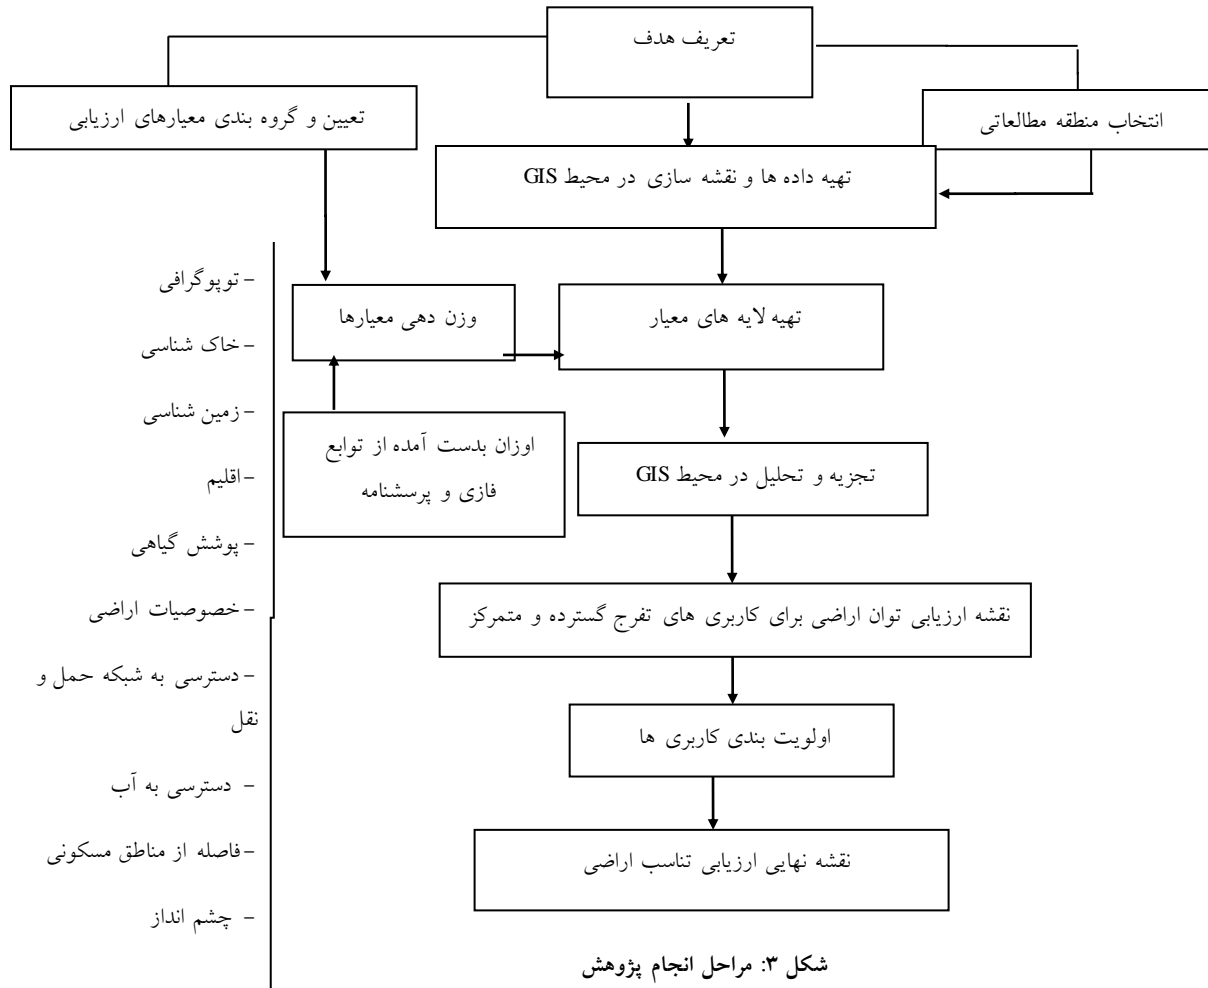 تعریف هدف
تعیین و گروه بندی معیارهای ارزیابی
انتخاب منطقه مطالعاتی
تهیه داده ها و نقشه سازی در محیط GIS
وزن دهی معیارها
تهیه لایه های معیار
اوزان بدست آمده از توابع
فازی و پرسشنامه
تجزیه و تحلیل در محیط GIS
نقشه ارزیابی توان اراضی برای کاربری های تفرج گسترده و متمرکز
اولویت بندی کاربری ها
نقشه نهایی ارزیابی تناسب اراضی
-توپوگرافی
-خاک شناسی
-زمین شناسی
-اقلیم
-پوشش گیاهی
-خصوصیات اراضی
-دسترسی به شبکه حمل و
نقل
- دسترسی به آب
-فاصله از مناطق مسکونی
- چشم انداز
شکل ۳: مراحل انجام پژوهش